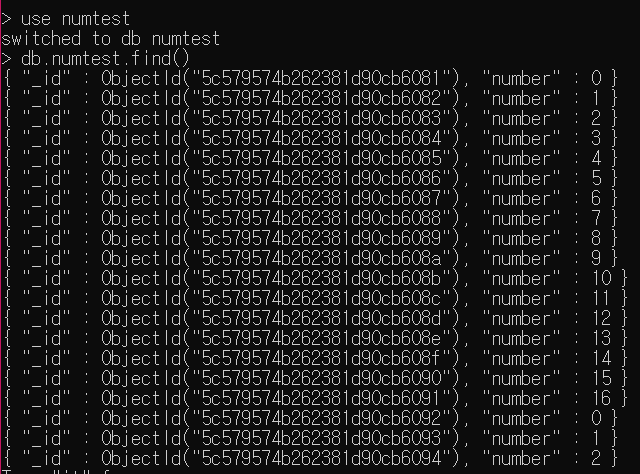 > use numtest
switched to db numtest
> db.numtest.find()
{ "_id" : ObjectId("5c579574b262381d90cb6081"), "number" : 0 }
{ "_id" : ObjectId("5c579574b262381d90cb6082"), "number" : 1 }
{ "_id" : ObjectId("5c579574b262381d90cb6083"), "number" : 2 }
{ "_id" : ObjectId("5c579574b262381d90cb6084"), "number" : 3 }
{ "_id" : ObjectId("5c579574b262381d90cb6085"), "number" : 4 }
{ "_id" : ObjectId("5c579574b262381d90cb6086"), "number" : 5 }
{ "_id" : ObjectId("5c579574b262381d90cb6087"), "number" : 6 }
{ "_id" : ObjectId("5c579574b262381d90cb6088"), "number" : 7 }
{ "_id" : ObjectId("5c579574b262381d90cb6089"), "number" : 8 }
{ "_id" : ObjectId("5c579574b262381d90cb608a"), "number" : 9 }
{ "_id" : ObjectId("5c579574b262381d90cb608b"), "number" : 10 }
{ "_id" : ObjectId("5c579574b262381d90cb608c"), "number" : 11 }
{ "_id" : ObjectId("5c579574b262381d90cb608d"), "number" : 12 }
{ "_id" : ObjectId("5c579574b262381d90cb608e"), "number" : 13 }
{ "_id" : ObjectId("5c579574b262381d90cb608f"), "number" : 14 }
{ "_id" : ObjectId("5c579574b262381d90cb6090"), "number" : 15 }
{ "_id" : ObjectId("5c579574b262381d90cb6091"), "number" : 16 }
{ "_id" : ObjectId("5c579574b262381d90cb6092"), "number" : 0 }
{ "_id" : ObjectId("5c579574b262381d90cb6093"), "number" : 1 }
{ "_id" : ObjectId("5c579574b262381d90cb6094"), "number" : 2 }